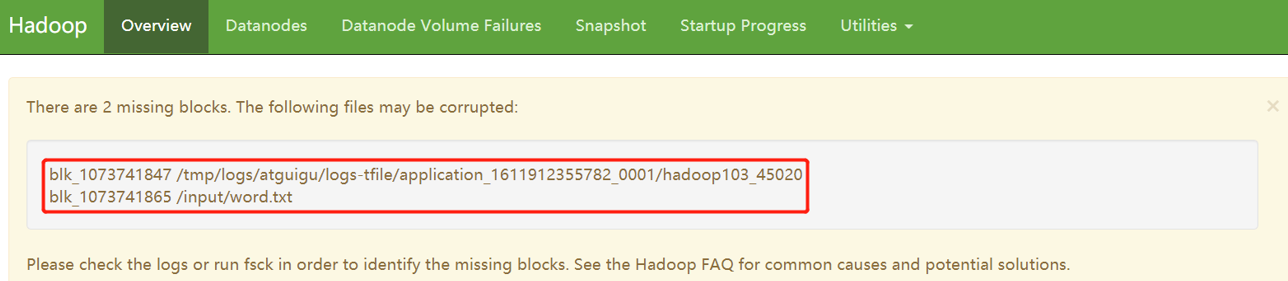 Hadoop Overview Datanodes Datanode Volume Failures Snapshot Startup Progress Utilities
There are 2 missing blocks. The following files may be corrupted:
×
blk_1073741847 /tmp/logs/atguigu/logs-tfile/application_1611912355782_0001/hadoop103_45020
blk_1073741865 /input/word.txt
Please check the logs or run fsck in order to identify the missing blocks. See the Hadoop FAQ for common causes and potential solutions.